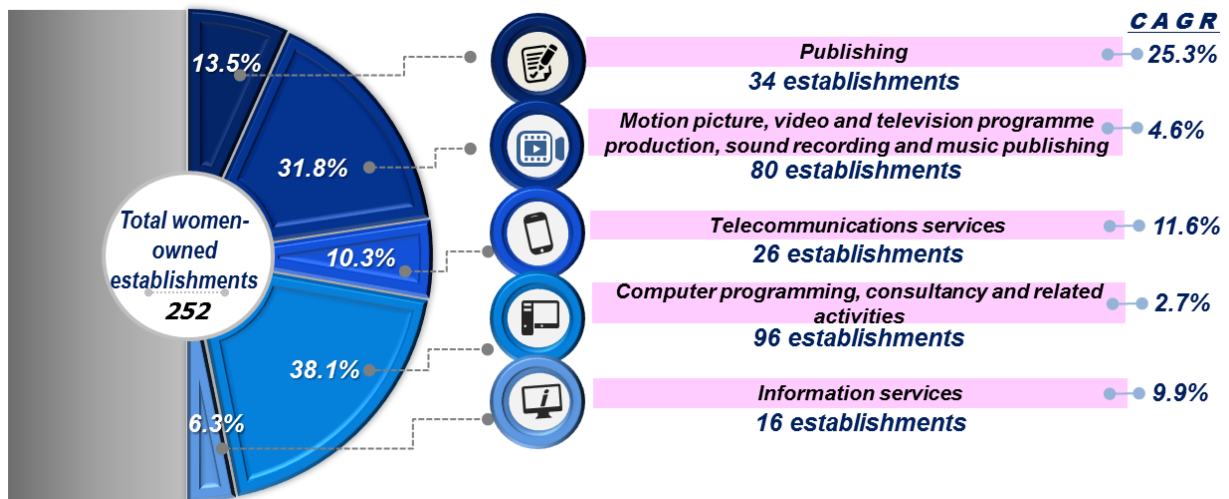 CAGR
13.5%
Publishing
25.3%
34 establishments
31.8%
Motion picture, video and television programme
production, sound recording and music publishing
4.6%
80 establishments
Total women-
owned
establishments
252
10.3%
Telecommunications services
11.6%
26 establishments
38.1%
Computer programming, consultancy and related
activities
2.7%
96 establishments
6.3%
Information services
9.9%
16 establishments